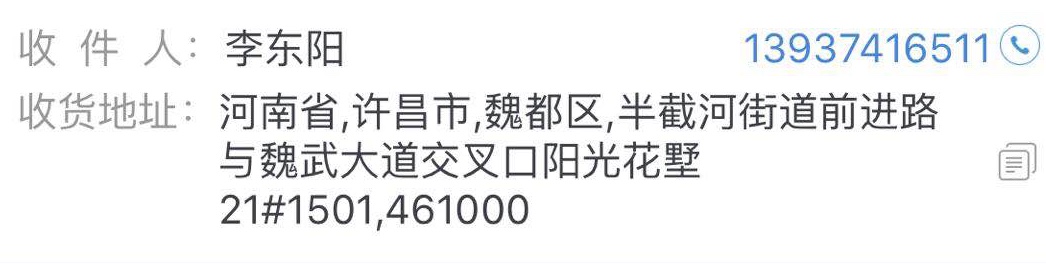 收件人：李东阳 13937416511
收货地址：河南省,许昌市,魏都区,半截河街道前进路
与魏武大道交叉口阳光花墅
21#1501,461000